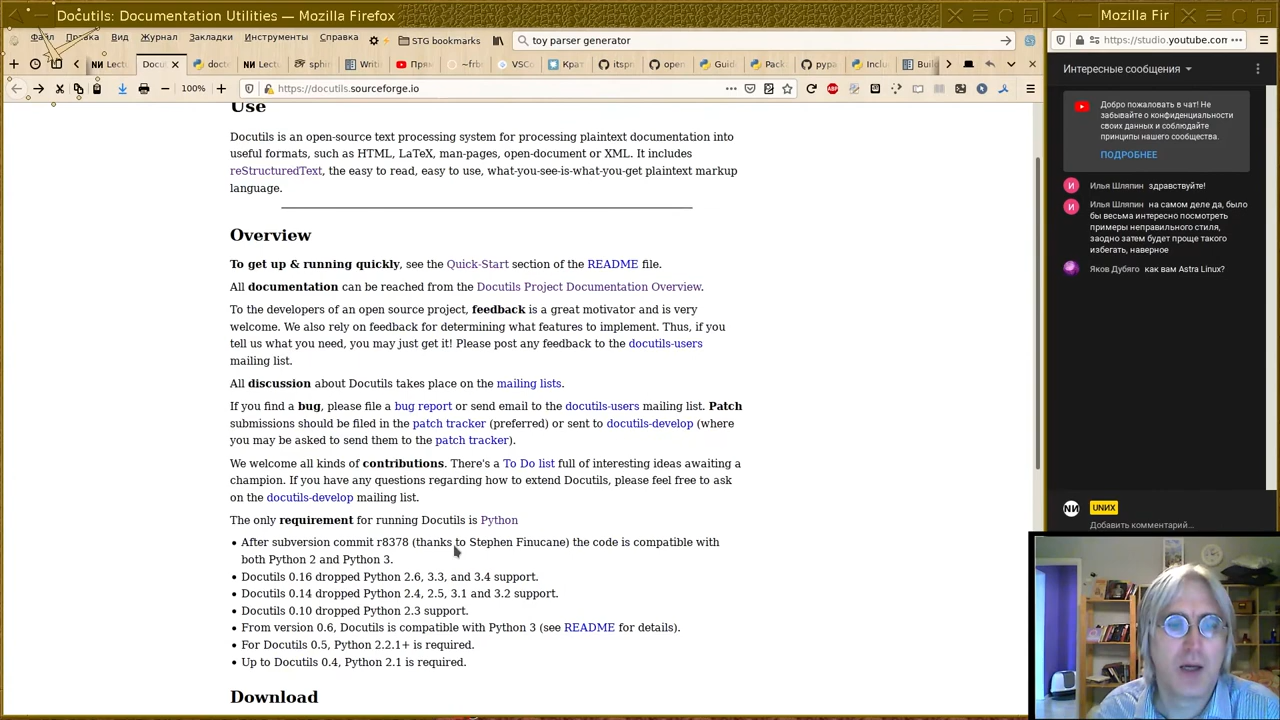 Docutils: Documentation Utilities — Mozilla Firefox
Файл Правка Вид Журнал Закладки Инструменты Справка
STG bookmarks
toy parser generator
Lectu
Docu
docte
Lectu
sphir
Writi
Прям
~frbr
VSCo
Крат
itspr
open
Guid
Pack
pypa
Inclu
Build
100%
https://docutils.sourceforge.io
Use
Docutils is an open-source text processing system for processing plaintext documentation into
useful formats, such as HTML, LaTeX, man-pages, open-document or XML. It includes
reStructuredText, the easy to read, easy to use, what-you-see-is-what-you-get plaintext markup
language.
Overview
To get up & running quickly, see the Quick-Start section of the README file.
All documentation can be reached from the Docutils Project Documentation Overview.
To the developers of an open source project, feedback is a great motivator and is very
welcome. We also rely on feedback for determining what features to implement. Thus, if you
tell us what you need, you may just get it! Please post any feedback to the docutils-users
mailing list.
All discussion about Docutils takes place on the mailing lists.
If you find a bug, please file a bug report or send email to the docutils-users mailing list. Patch
submissions should be filed in the patch tracker (preferred) or sent to docutils-develop (where
you may be asked to send them to the patch tracker).
We welcome all kinds of contributions. There's a To Do list full of interesting ideas awaiting a
champion. If you have any questions regarding how to extend Docutils, please feel free to ask
on the docutils-develop mailing list.
The only requirement for running Docutils is Python
• After subversion commit r8378 (thanks to Stephen Finucane) the code is compatible with
both Python 2 and Python 3.
• Docutils 0.16 dropped Python 2.6, 3.3, and 3.4 support.
• Docutils 0.14 dropped Python 2.4, 2.5, 3.1 and 3.2 support.
• Docutils 0.10 dropped Python 2.3 support.
• From version 0.6, Docutils is compatible with Python 3 (see README for details).
• For Docutils 0.5, Python 2.2.1+ is required.
• Up to Docutils 0.4, Python 2.1 is required.
Download
Mozilla Fir
https://studio.youtube.com
Интересные сообщения
Добро пожаловать в чат! Не
забывайте о конфиденциальности
своих данных и соблюдайте
принципы нашего сообщества.
ПОДРОБНЕЕ
Илья Шляпин здравствуйте!
Илья Шляпин на самом деле да, было
бы весьма интересно посмотреть
примеры неправильного стиля,
заодно затем будет проще такого
избегать, наверное
Яков Дубяго как вам Astra Linux?
UNИX
Добавить комментарий...